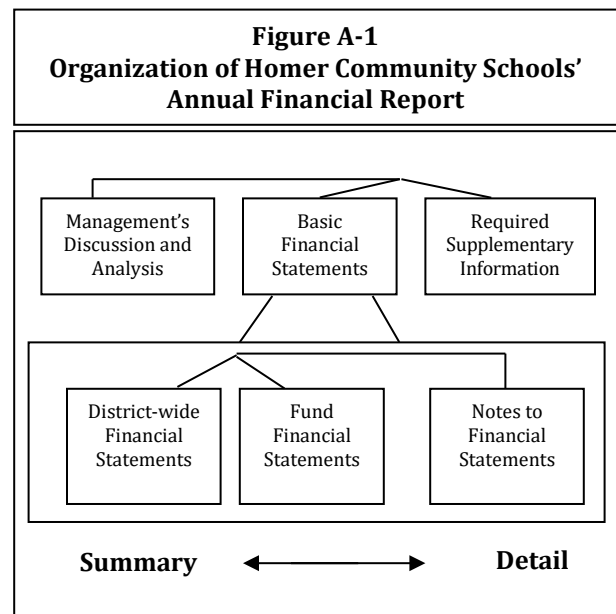 Figure A-1
Organization of Homer Community Schools’
Annual Financial Report
Management’s
Discussion and
Analysis
Basic
Financial
Statements
Required
Supplementary
Information
District-wide
Financial
Statements
Fund
Financial
Statements
Notes to
Financial
Statements
Summary
Detail